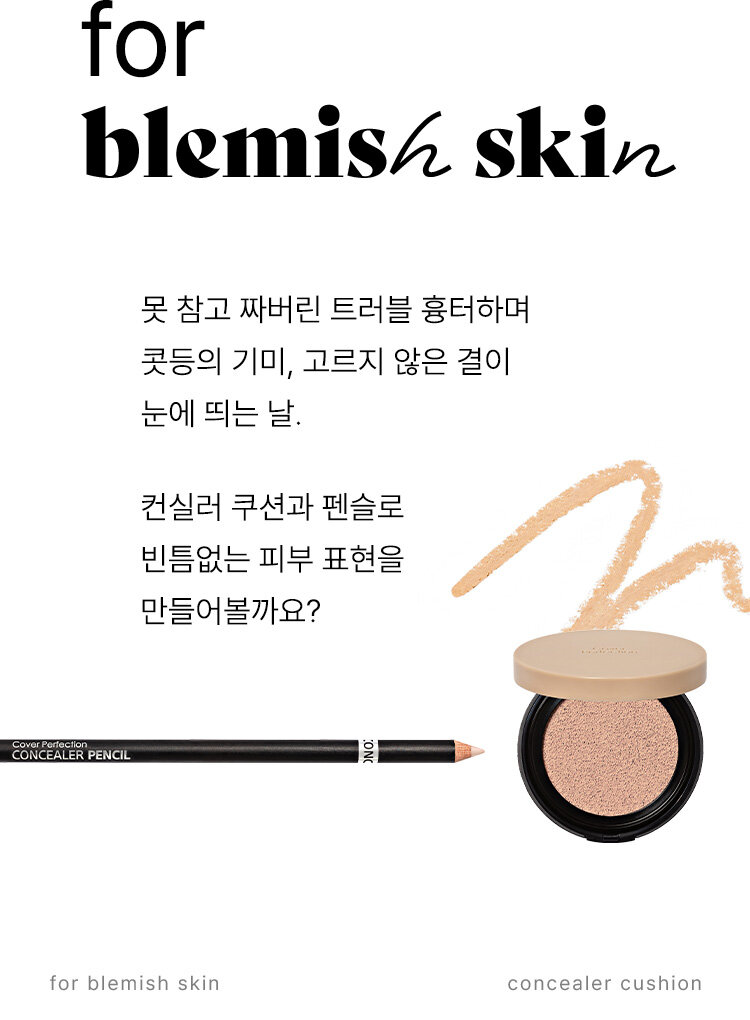 for
blemish skin
못 참고 짜버린 트러블 흉터하며
콧등의 기미, 고르지 않은 결이
눈에 띄는 날.
컨실러 쿠션과 펜슬로
빈틈없는 피부 표현을
만들어볼까요?
Cover Perfection
CONCEALER PENCIL
for blemish skin
concealer cushion